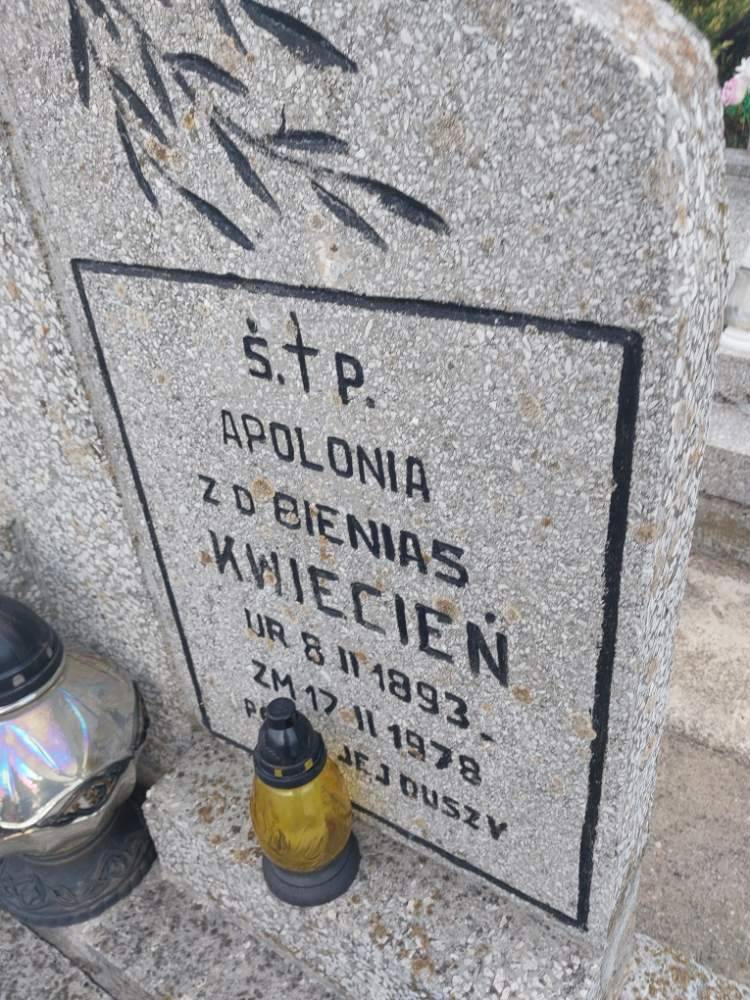 Ś.†P.
APOLONIA
Z D BIENIAS
KWIECIEŃ
UR 8 II 1893 -
ZM 17 II 1978
JEJ DUSZY